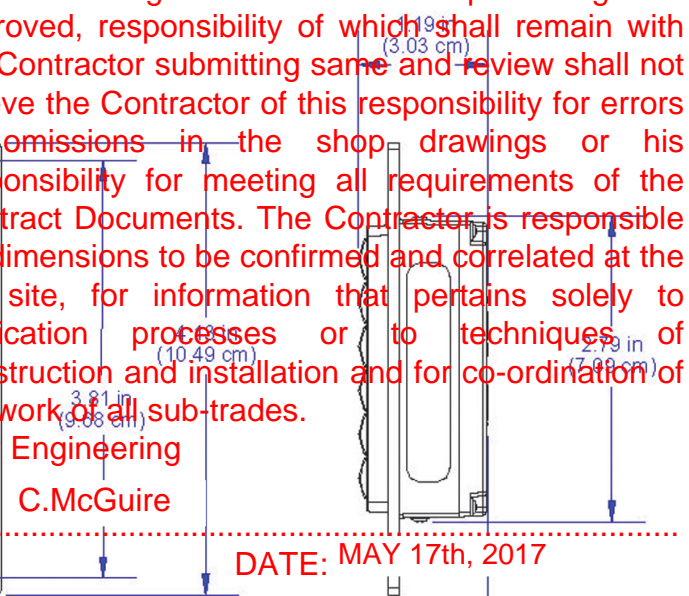 roved, responsibility of which shall remain with
Contractor submitting same and review shall not
ve the Contractor of this responsibility for errors
omissions in the shop drawings or his
onsibility for meeting all requirements of the
tract Documents. The Contractor is responsible
dimensions to be confirmed and correlated at the
site, for information that pertains solely to
ication processes or to techniques of
struction and installation and for co-ordination of
work of all sub-trades.
Engineering
C.McGuire
DATE: MAY 17th, 2017
1.19 in
(3.03 cm)
4.13 in
(10.49 cm)
2.79 in
(7.09 cm)
3.81 in
(9.68 cm)